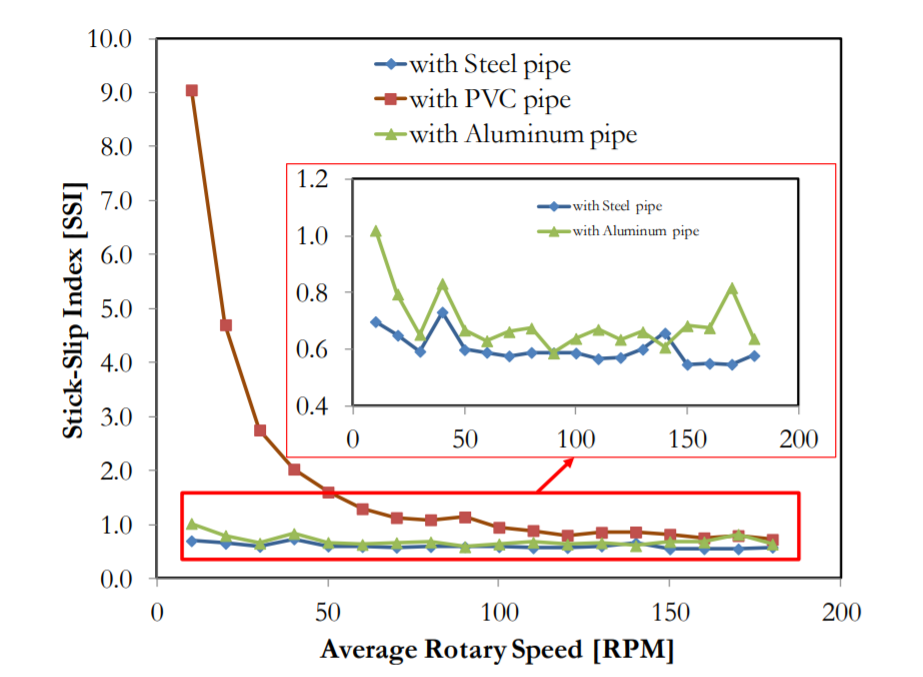 10.0
9.0
8.0
7.0
6.0
5.0
4.0
3.0
2.0
1.0
0.0
Stick-Slip Index [SSI]
with Steel pipe
with PVC pipe
with Aluminum pipe
1.2
1.0
0.8
0.6
0.4
with Steel pipe
with Aluminum pipe
0 50 100 150 200
0 50 100 150 200
Average Rotary Speed [RPM]